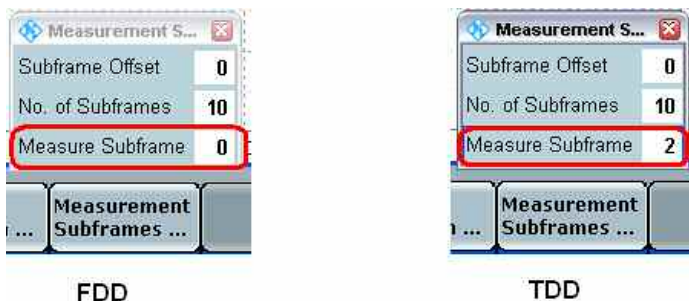 Measurement S...
Subframe Offset 0
No. of Subframes 10
Measure Subframe 0
... Measurement
Subframes ...
FDD
Measurement S...
Subframe Offset 0
No. of Subframes 10
Measure Subframe 2
... Measurement
Subframes ...
TDD